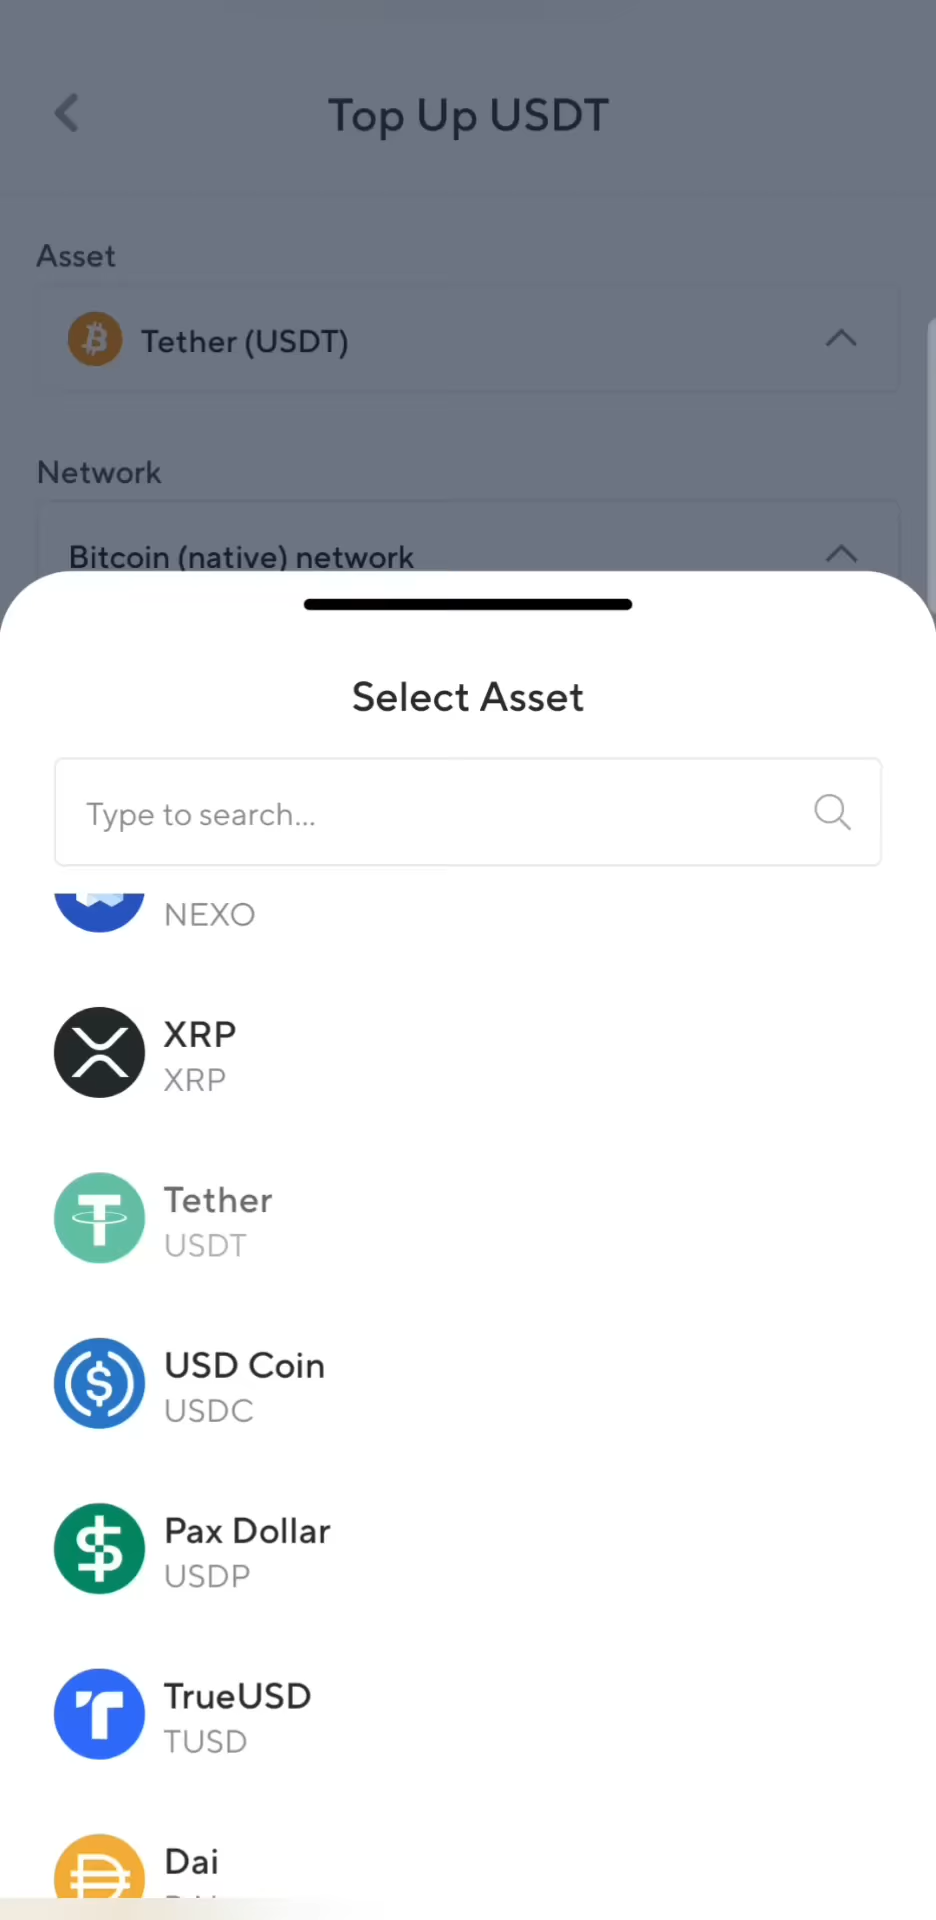 Top Up USDT
Asset
Tether (USDT)
Network
Bitcoin (native) network
Select Asset
Type to search...
NEXO
XRP
XRP
Tether
USDT
USD Coin
USDC
Pax Dollar
USDP
TrueUSD
TUSD
Dai